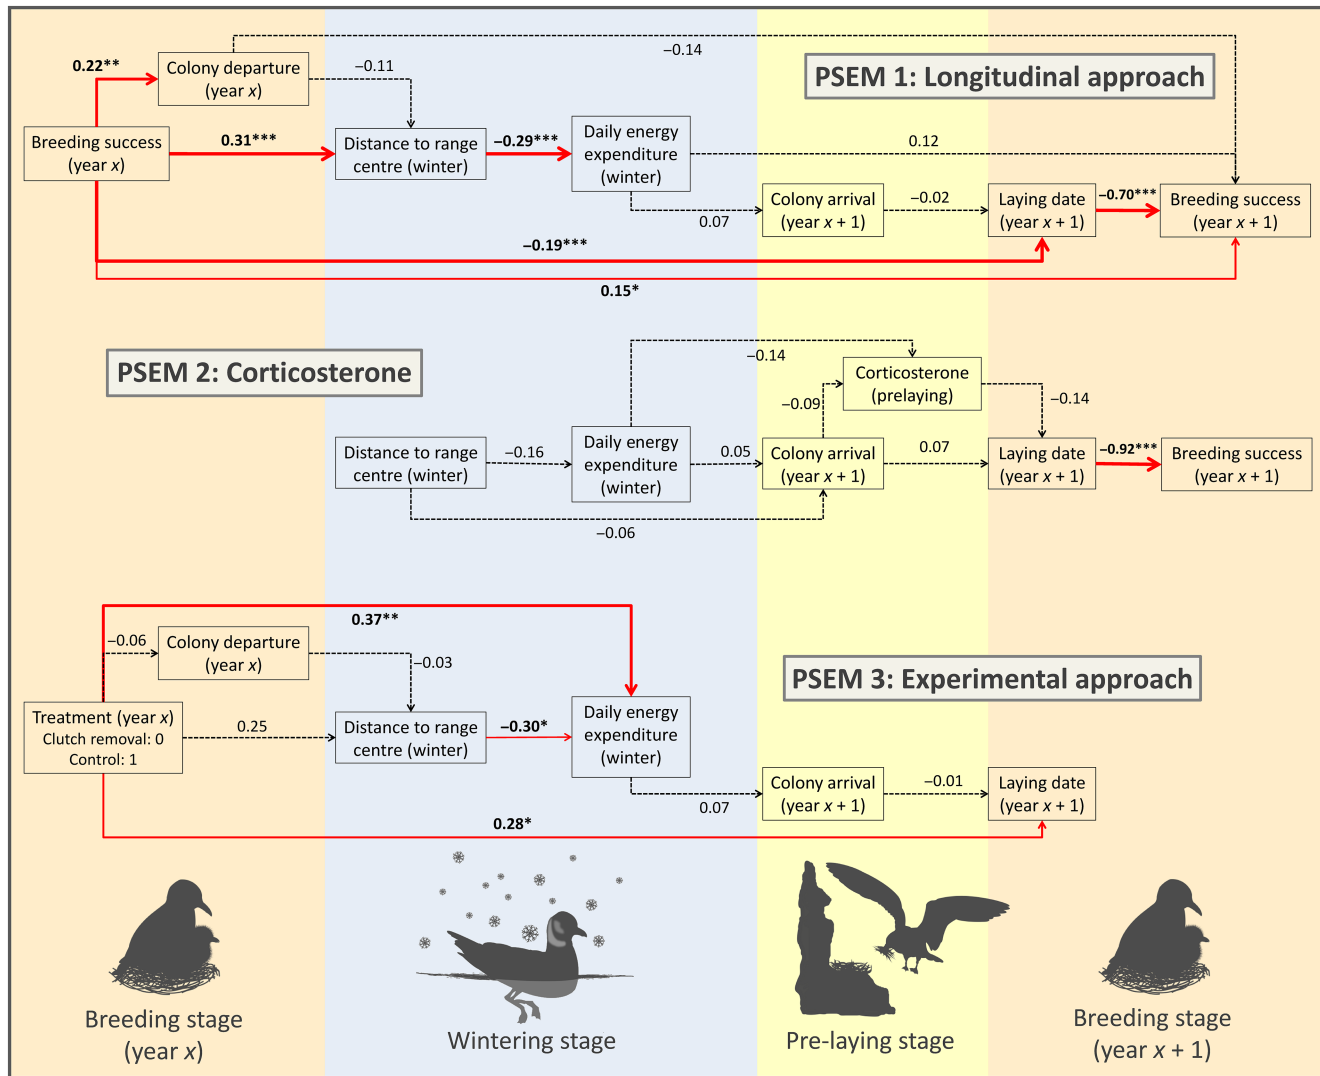 PSEM 1: Longitudinal approach
−0.14
0.22**
Colony departure
(year x)
−0.11
Breeding success
(year x)
0.31***
Distance to range
centre (winter)
−0.29***
Daily energy
expenditure
(winter)
0.12
0.07
Colony arrival
(year x + 1)
−0.02
Laying date
(year x + 1)
−0.70***
Breeding success
(year x + 1)
−0.19***
0.15*
PSEM 2: Corticosterone
−0.14
Corticosterone
(prelaying)
−0.09
−0.14
Distance to range
centre (winter)
−0.16
Daily energy
expenditure
(winter)
0.05
Colony arrival
(year x + 1)
0.07
Laying date
(year x + 1)
−0.92***
Breeding success
(year x + 1)
−0.06
PSEM 3: Experimental approach
0.37**
−0.06
Colony departure
(year x)
−0.03
Treatment (year x)
Clutch removal: 0
Control: 1
0.25
Distance to range
centre (winter)
−0.30*
Daily energy
expenditure
(winter)
0.07
Colony arrival
(year x + 1)
−0.01
Laying date
(year x + 1)
0.28*
Breeding stage
(year x)
Wintering stage
Pre-laying stage
Breeding stage
(year x + 1)